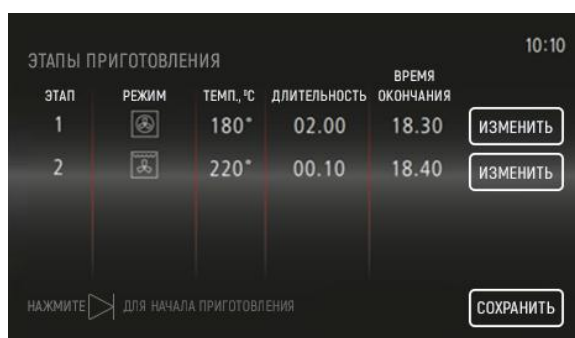 10:10
ЭТАПЫ ПРИГОТОВЛЕНИЯ
ЭТАП РЕЖИМ ТЕМП., °C ДЛИТЕЛЬНОСТЬ ВРЕМЯ ОКОНЧАНИЯ
1 180° 02.00 18.30 ИЗМЕНИТЬ
2 220° 00.10 18.40 ИЗМЕНИТЬ
НАЖМИТЕ ДЛЯ НАЧАЛА ПРИГОТОВЛЕНИЯ СОХРАНИТЬ